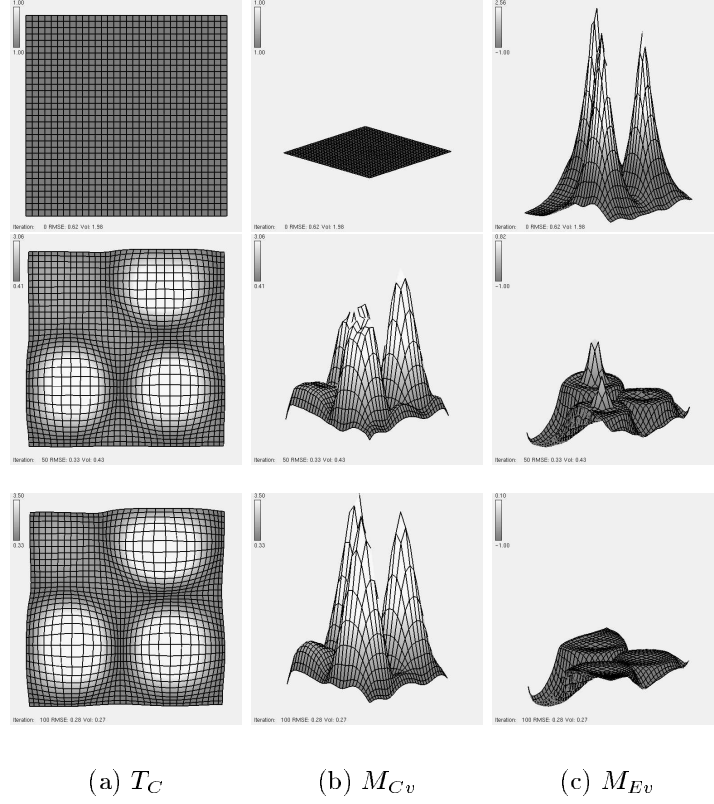 1.00
1.00
Iteration: 0 RMSE: 0.62 Vol: 1.98
1.00
1.00
Iteration: 0 RMSE: 0.62 Vol: 1.98
2.56
-1.00
Iteration: 0 RMSE: 0.62 Vol: 1.98
3.06
0.41
Iteration: 50 RMSE: 0.33 Vol: 0.43
3.06
0.41
Iteration: 50 RMSE: 0.33 Vol: 0.43
0.82
-1.00
Iteration: 50 RMSE: 0.33 Vol: 0.43
3.50
0.33
Iteration: 100 RMSE: 0.28 Vol: 0.27
3.50
0.33
Iteration: 100 RMSE: 0.28 Vol: 0.27
0.10
-1.00
Iteration: 100 RMSE: 0.28 Vol: 0.27
(a) T_C
(b) M_{Cv}
(c) M_{Ev}